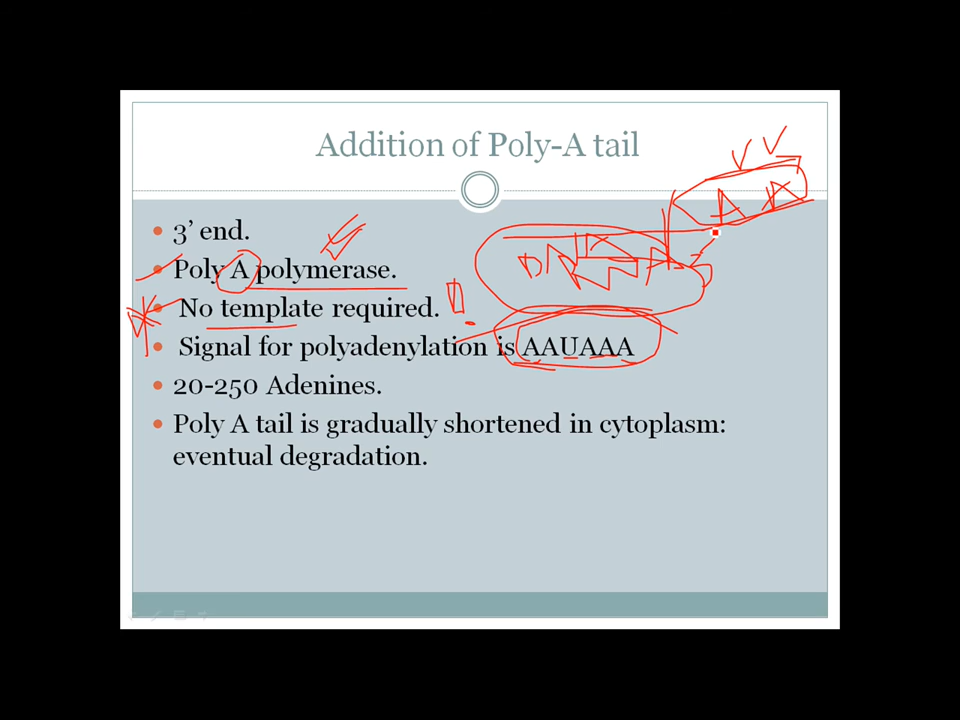 Addition of Poly-A tail
3’ end.
Poly A polymerase.
No template required.
Signal for polyadenylation is AAUAAA
20-250 Adenines.
Poly A tail is gradually shortened in cytoplasm:
eventual degradation.
A A